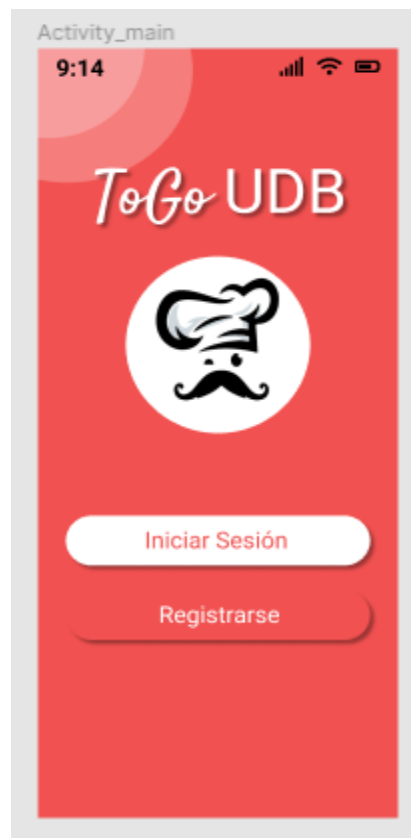 Activity_main
9:14
ToGo UDB
Iniciar Sesión
Registrarse